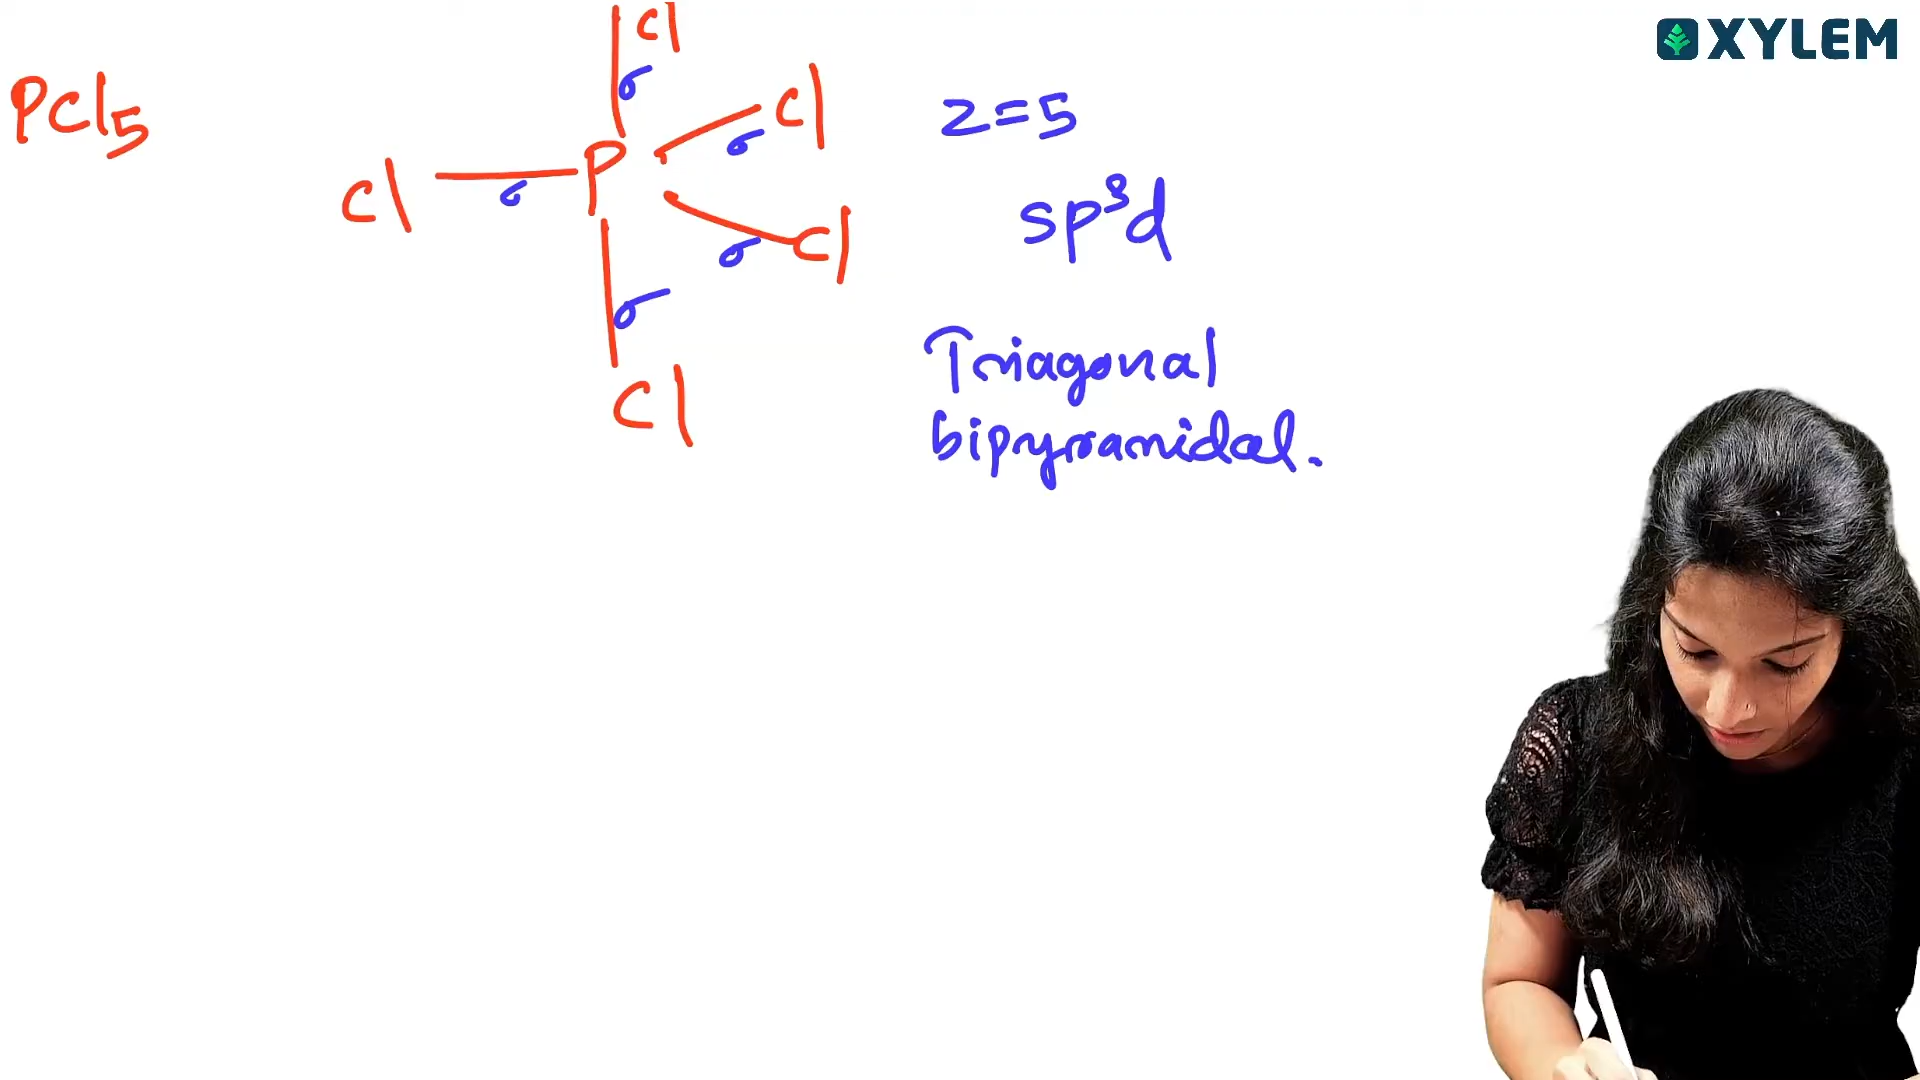 XYLEM
PCl5
Cl
σ
Cl
σ
P
Cl
σ
Cl
σ
σ
Cl
z=5
sp³d
Triagonal
bipyramidal.